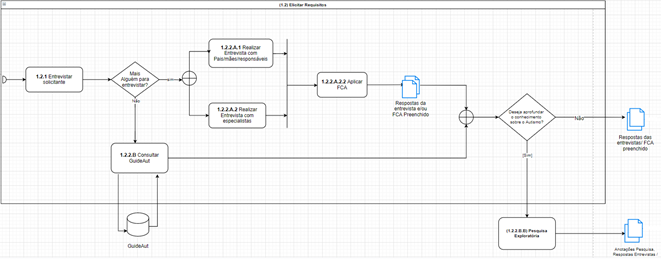 (1.2) Elicitar Requisitos
1.2.1 Entrevistar
solicitante
Mais
Alguém para
entrevistar?
Sim
1.2.2.A.1 Realizar
Entrevista com
Pais/mães/responsáveis
1.2.2.A.2 Realizar
Entrevista com
especialistas
1.2.2.A.2.2 Aplicar
FCA
Respostas da
entrevista e/ou
FCA Preenchido
Não
1.2.2.B Consultar
GuideAut
GuideAut
Deseja aprofundar
o conhecimento
sobre o Autismo?
Não
[Sim]
Respostas das
entrevistas/ FCA
preenchido
(1.2.2.B.B) Pesquisa
Exploratória
Anotações Pesquisa,
Respostas Entrevistas /